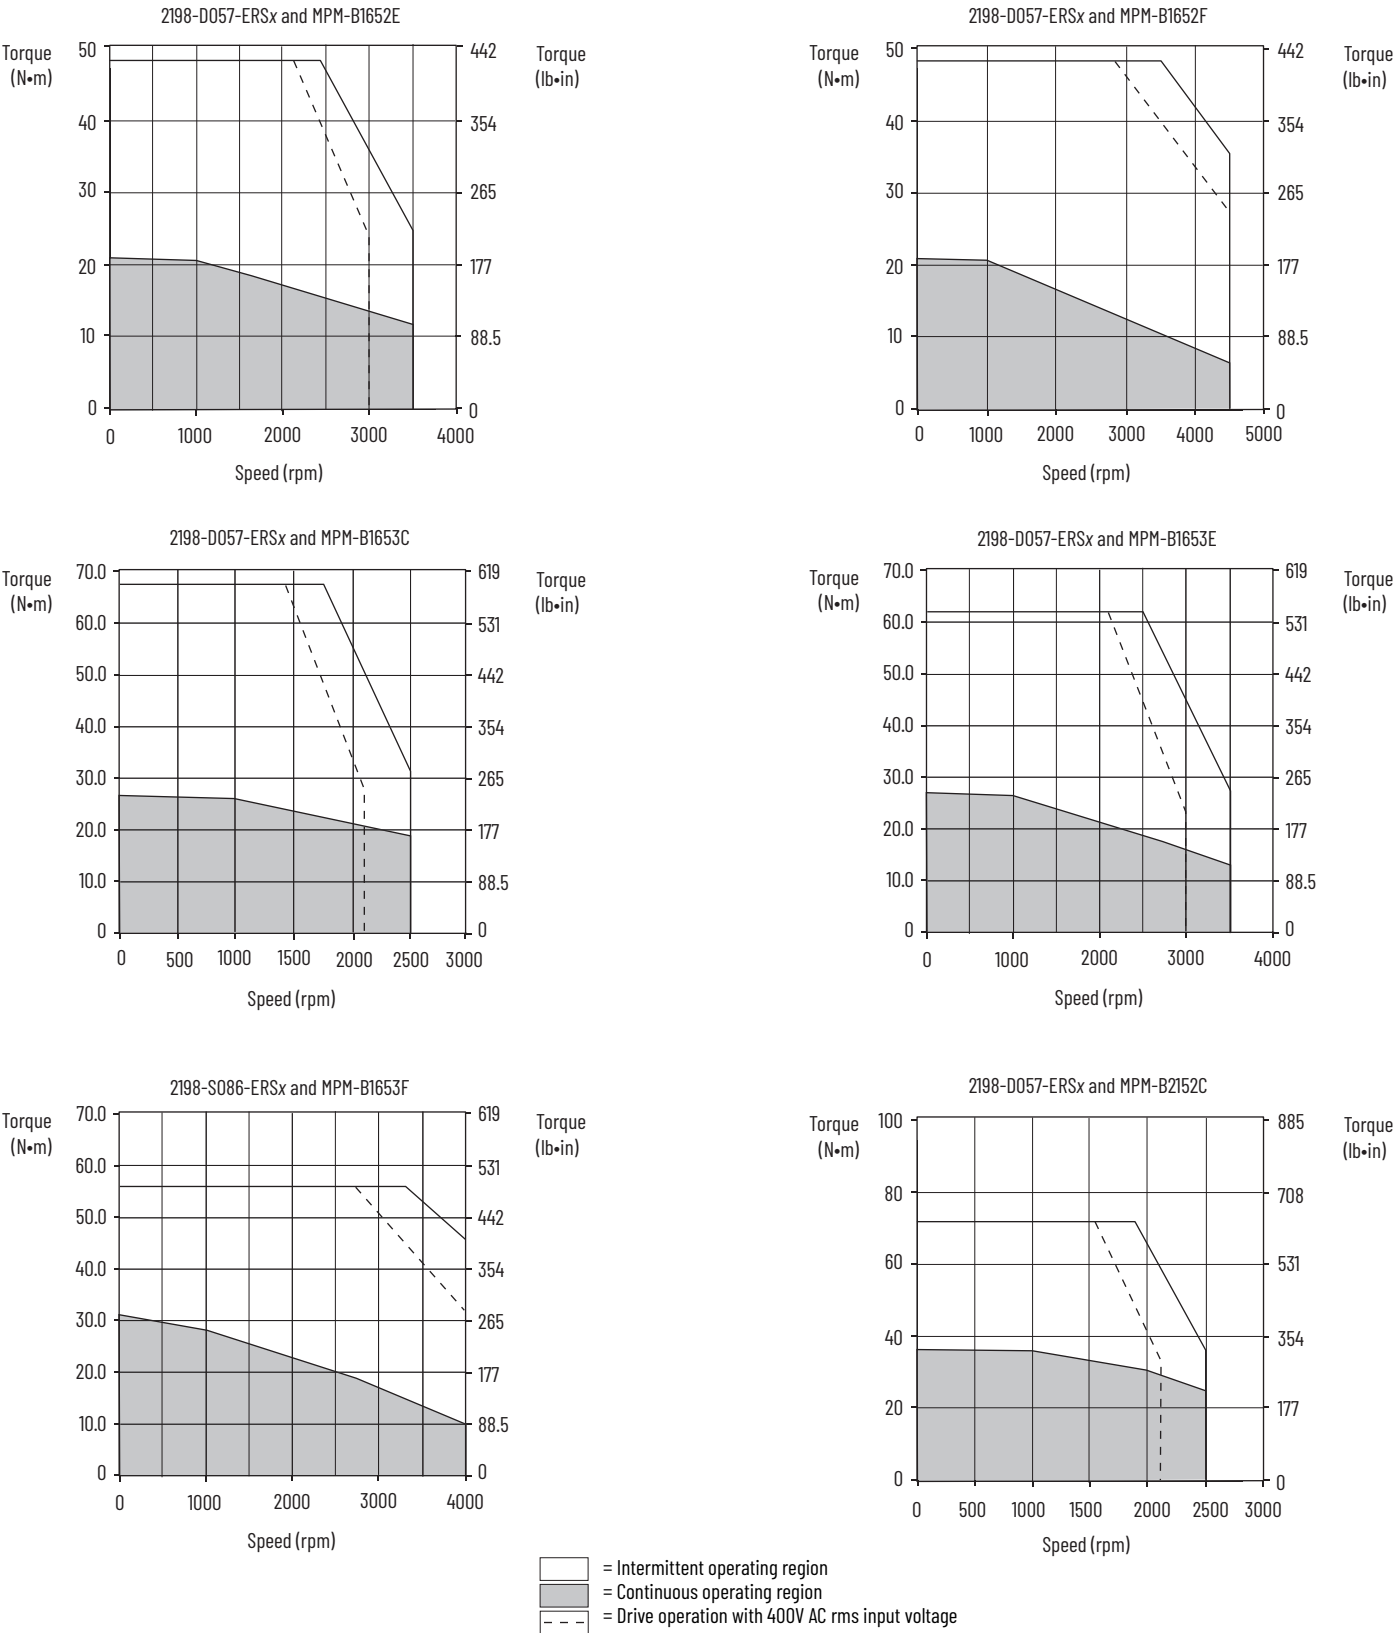 2198-D057-ERSx and MPM-B1652E
Torque
(N•m)
50
40
30
20
10
0
442
354
265
177
88.5
0
Torque
(lb•in)
0 1000 2000 3000 4000
Speed (rpm)
2198-D057-ERSx and MPM-B1652F
Torque
(N•m)
50
40
30
20
10
0
442
354
265
177
88.5
0
Torque
(lb•in)
0 1000 2000 3000 4000 5000
Speed (rpm)
2198-D057-ERSx and MPM-B1653C
Torque
(N•m)
70.0
60.0
50.0
40.0
30.0
20.0
10.0
0
619
531
442
354
265
177
88.5
0
Torque
(lb•in)
0 500 1000 1500 2000 2500 3000
Speed (rpm)
2198-D057-ERSx and MPM-B1653E
Torque
(N•m)
70.0
60.0
50.0
40.0
30.0
20.0
10.0
0
619
531
442
354
265
177
88.5
0
Torque
(lb•in)
0 1000 2000 3000 4000
Speed (rpm)
2198-S086-ERSx and MPM-B1653F
Torque
(N•m)
70.0
60.0
50.0
40.0
30.0
20.0
10.0
0
619
531
442
354
265
177
88.5
0
Torque
(lb•in)
0 1000 2000 3000 4000
Speed (rpm)
2198-D057-ERSx and MPM-B2152C
Torque
(N•m)
100
80
60
40
20
0
885
708
531
354
177
0
Torque
(lb•in)
0 500 1000 1500 2000 2500 3000
Speed (rpm)
= Intermittent operating region
= Continuous operating region
= Drive operation with 400V AC rms input voltage